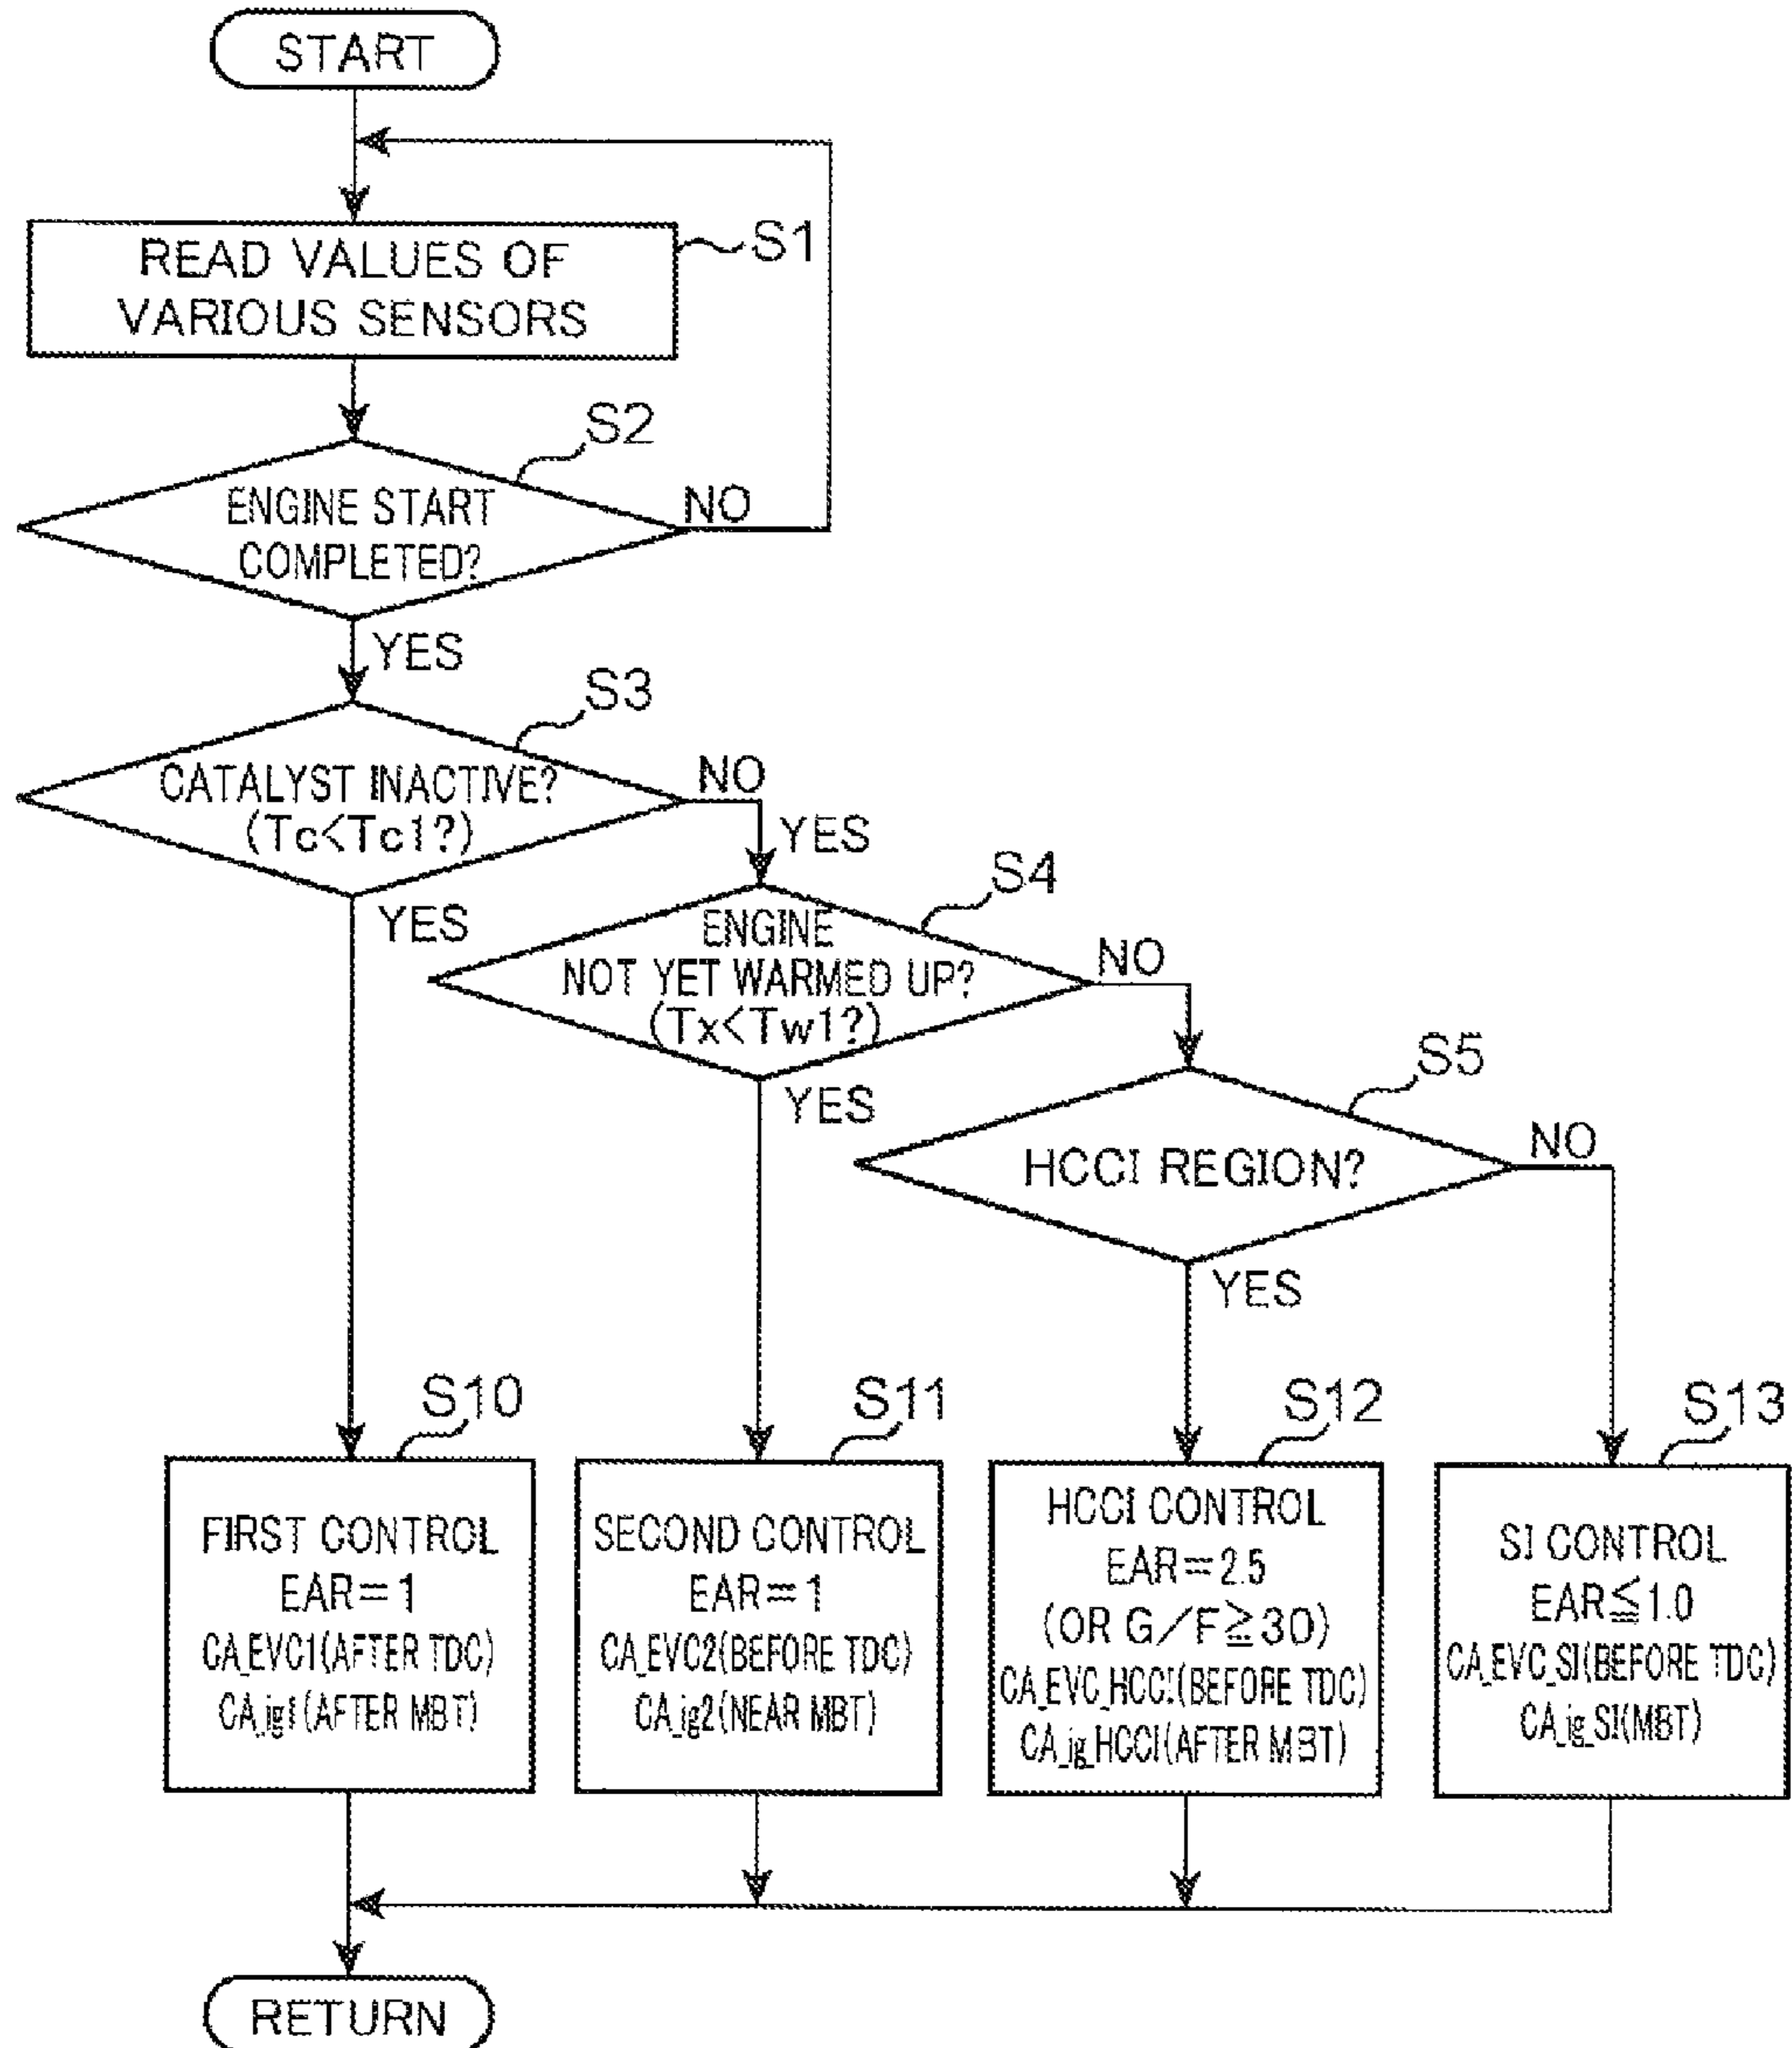 START
READ VALUES OF
VARIOUS SENSORS
S1
S2
ENGINE START
COMPLETED?
NO
YES
S3
CATALYST INACTIVE?
(Tc<Tc1?)
NO
YES
YES
S4
ENGINE
NOT YET WARMED UP?
(Tx<Tw1?)
NO
YES
S5
HCCI REGION?
NO
YES
S10
FIRST CONTROL
EAR=1
CA_EVC1(AFTER TDC)
CA_ig1(AFTER MBT)
S11
SECOND CONTROL
EAR=1
CA_EVC2(BEFORE TDC)
CA_ig2(NEAR MBT)
S12
HCCI CONTROL
EAR=2.5
(OR G/F≧30)
CA_EVC_HCCI(BEFORE TDC)
CA_ig_HCCI(AFTER MBT)
S13
SI CONTROL
EAR≦1.0
CA_EVC_SI(BEFORE TDC)
CA_ig_SI(MBT)
RETURN